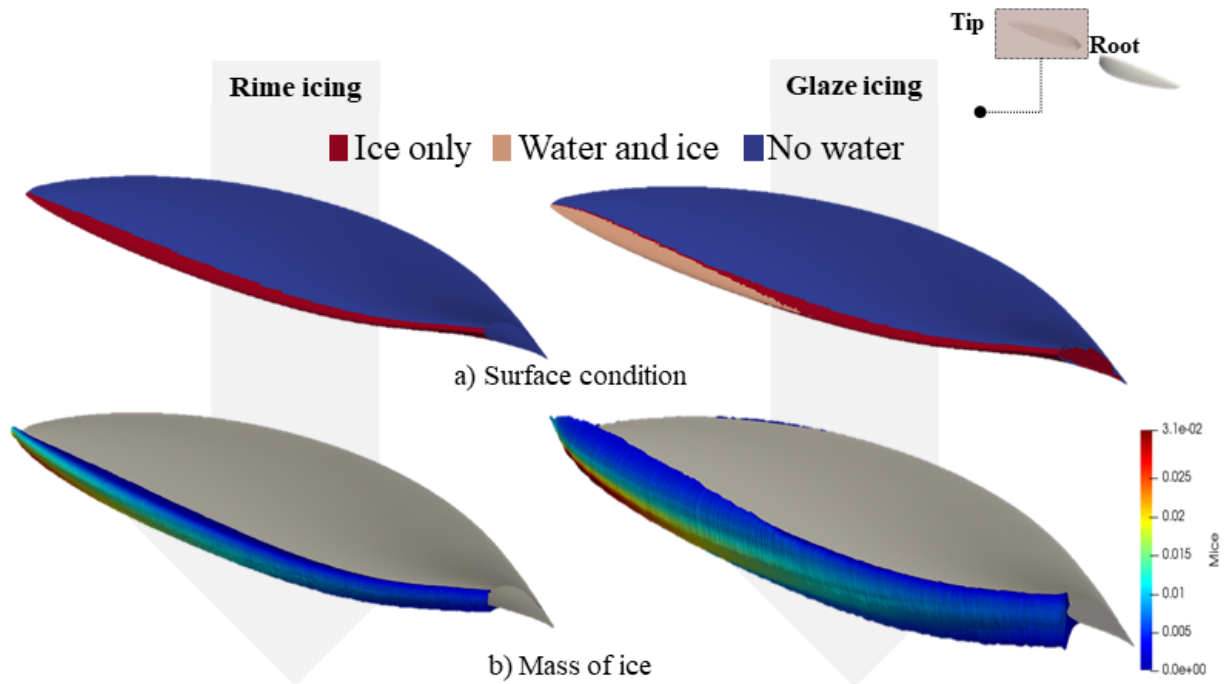 Tip
Root
Rime icing
Glaze icing
Ice only
Water and ice
No water
a) Surface condition
3.1e-02
0.025
0.02
0.015
0.01
0.005
0.0e+00
Mice
b) Mass of ice